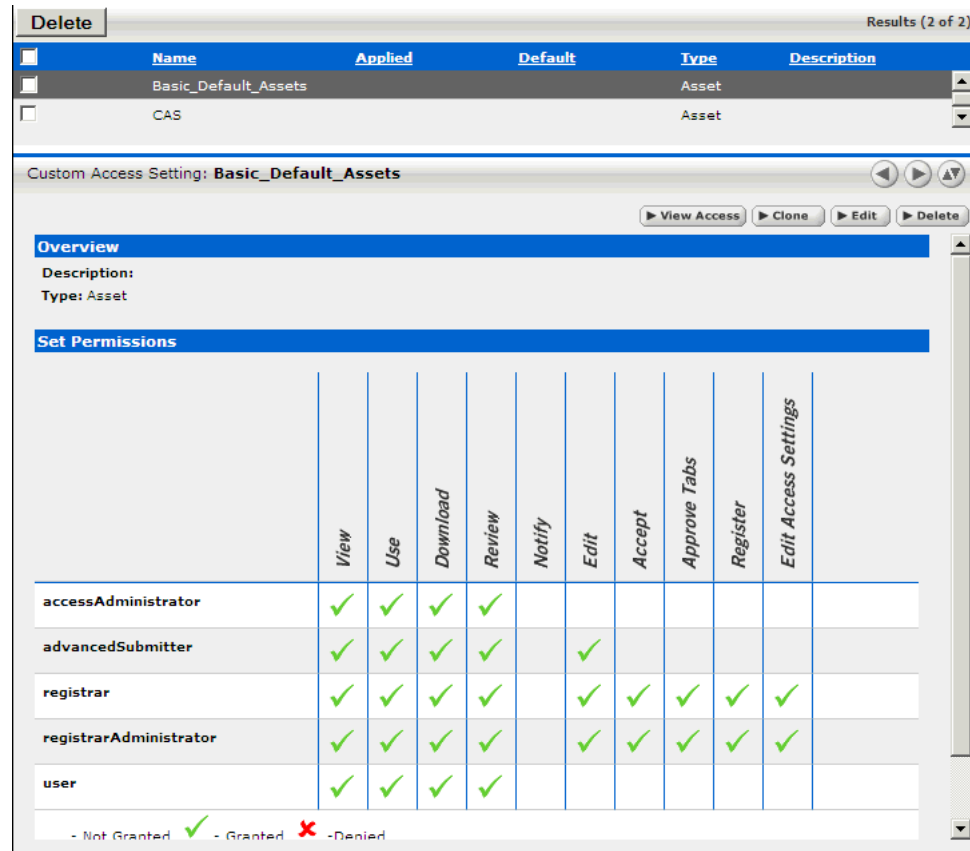 Delete Results (2 of 2)
Name Applied Default Type Description
Basic_Default_Assets Asset
CAS Asset
Custom Access Setting: Basic_Default_Assets
View Access Clone Edit Delete
Overview
Description:
Type: Asset
Set Permissions
View Use Download Review Notify Edit Accept Approve Tabs Register Edit Access Settings
accessAdministrator
advancedSubmitter
registrar
registrarAdministrator
user
- Not Granted - Granted -Denied